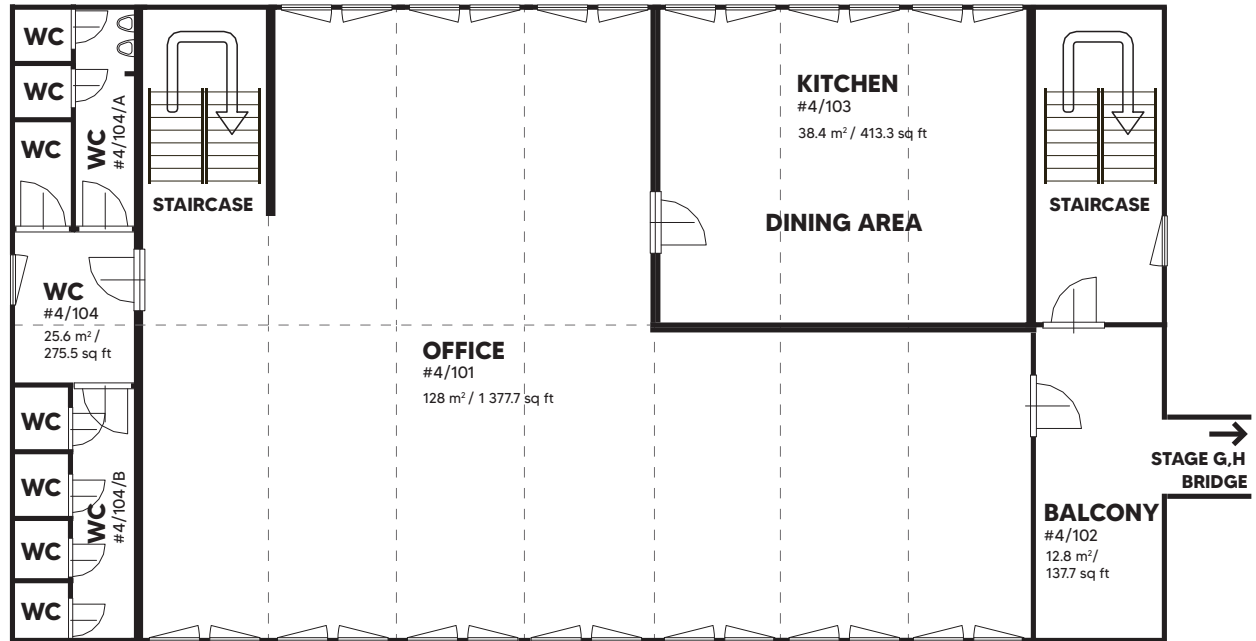 WC
WC
WC
WC
#4/104/A
STAIRCASE
WC
#4/104
25.6 m² /
275.5 sq ft
WC
WC
WC
WC
WC
#4/104/B
OFFICE
#4/101
128 m² / 1 377.7 sq ft
KITCHEN
#4/103
38.4 m² / 413.3 sq ft
DINING AREA
STAIRCASE
STAGE G,H
BRIDGE
BALCONY
#4/102
12.8 m²/
137.7 sq ft